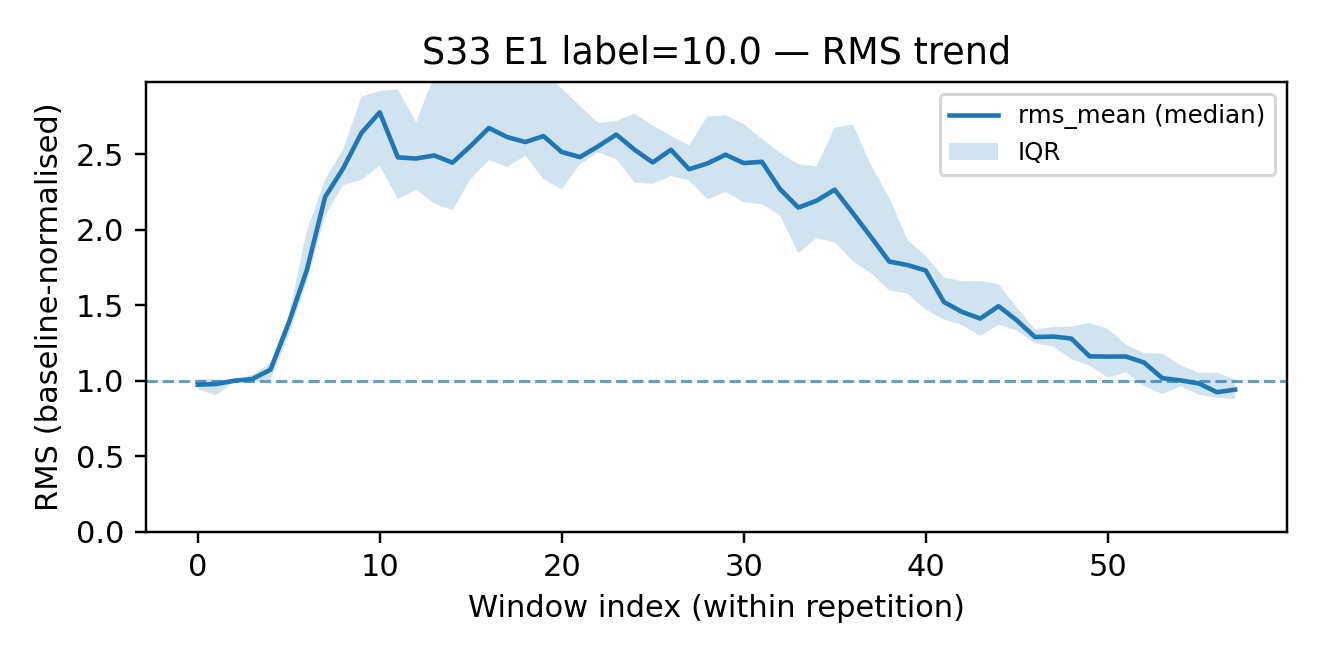 S33 E1 label=10.0 — RMS trend
RMS (baseline-normalised)
2.5
2.0
1.5
1.0
0.5
0.0
rms_mean (median)
IQR
0 10 20 30 40 50
Window index (within repetition)